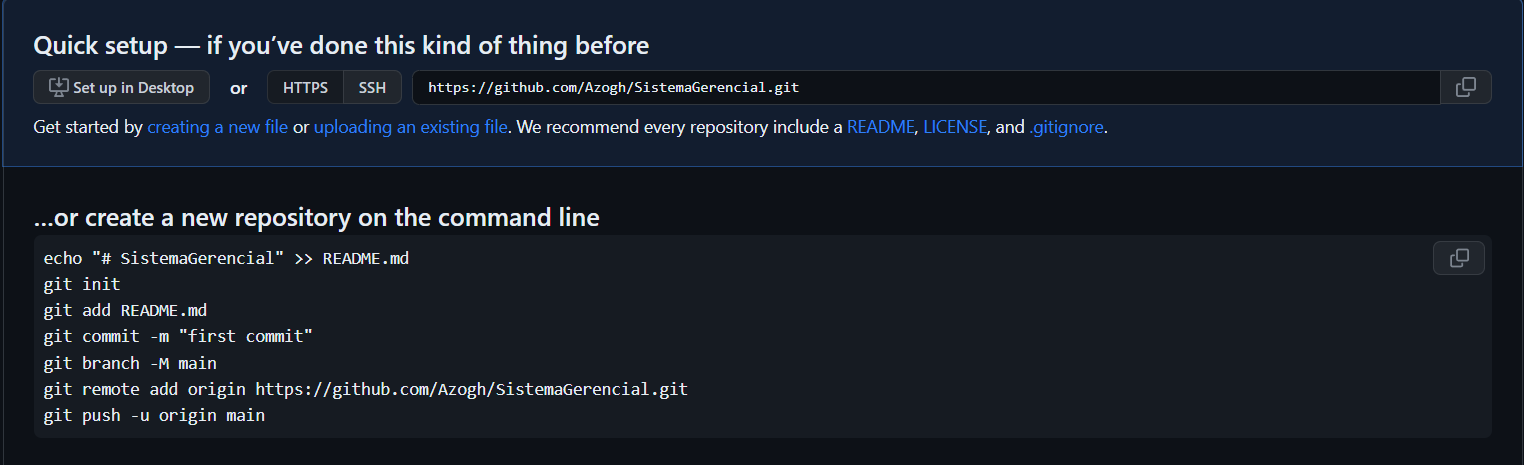 Quick setup — if you’ve done this kind of thing before
Set up in Desktop or HTTPS SSH https://github.com/Azogh/SistemaGerencial.git
Get started by creating a new file or uploading an existing file. We recommend every repository include a README, LICENSE, and .gitignore.
…or create a new repository on the command line
echo "# SistemaGerencial" >> README.md
git init
git add README.md
git commit -m "first commit"
git branch -M main
git remote add origin https://github.com/Azogh/SistemaGerencial.git
git push -u origin main